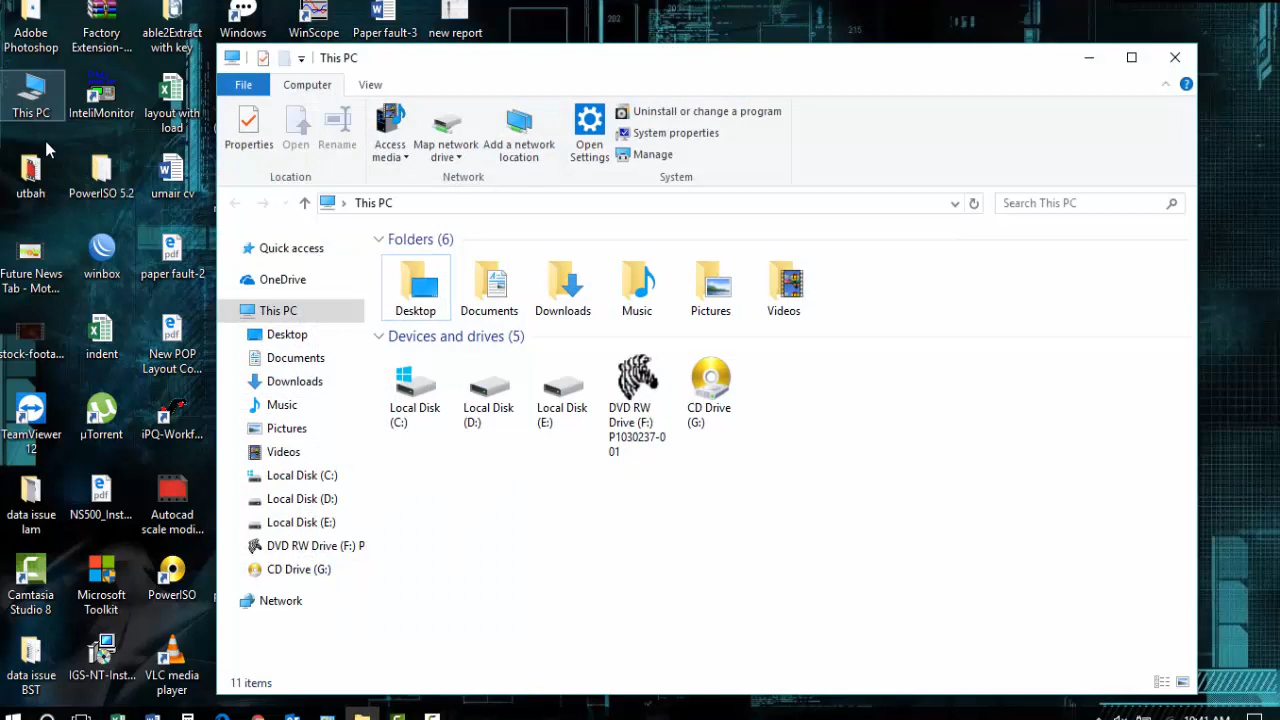 Adobe
Photoshop
Factory
Extension-...
able2Extract
with key
Windows
WinScope
Paper fault-3
new report
202
215
This PC
InteliMonitor
layout with
load
utbah
PowerISO 5.2
umair cv
Future News
Tab - Mot...
winbox
paper fault-2
stock-foota...
indent
New POP
Layout Co...
TeamViewer
12
µTorrent
iPQ-Workf...
data issue
lam
NS500_Inst...
Autocad
scale modi...
Camtasia
Studio 8
Microsoft
Toolkit
PowerISO
data issue
BST
IGS-NT-Inst...
VLC media
player
This PC
File
Computer
View
Properties
Open
Rename
Access
media
Map network
drive
Add a network
location
Open
Settings
Uninstall or change a program
System properties
Manage
Location
Network
System
This PC
Search This PC
Quick access
OneDrive
This PC
Desktop
Documents
Downloads
Music
Pictures
Videos
Local Disk (C:)
Local Disk (D:)
Local Disk (E:)
DVD RW Drive (F:) P
CD Drive (G:)
Network
Folders (6)
Desktop
Documents
Downloads
Music
Pictures
Videos
Devices and drives (5)
Local Disk
(C:)
Local Disk
(D:)
Local Disk
(E:)
DVD RW
Drive (F:)
P1030237-0
01
CD Drive
(G:)
11 items